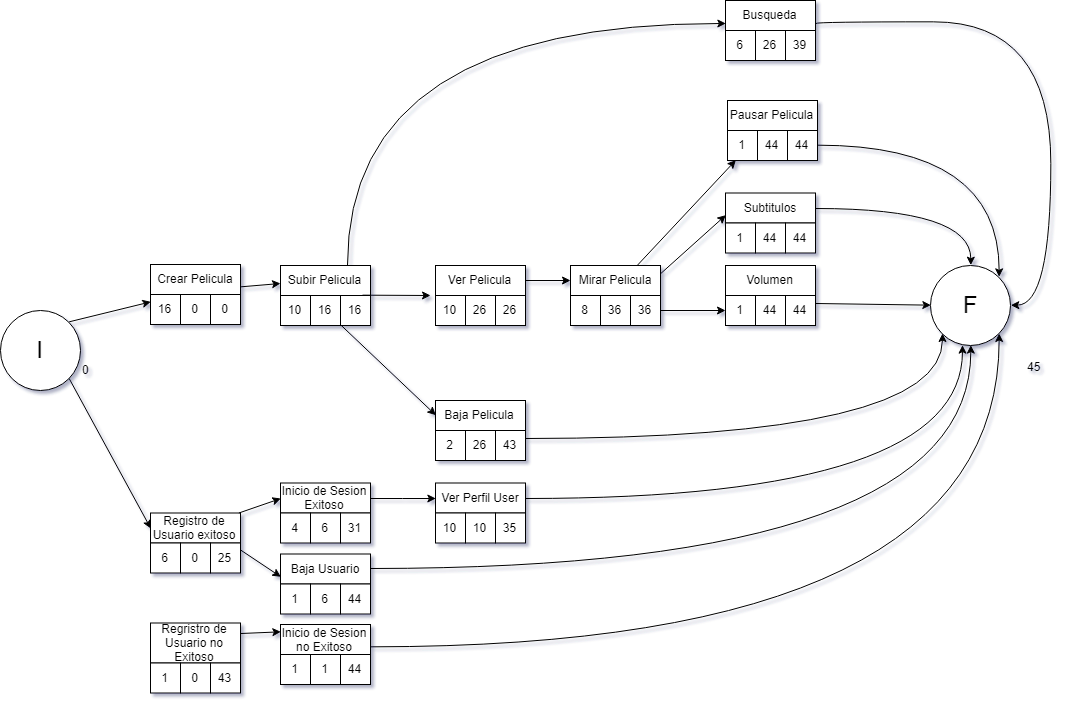 Busqueda
6 26 39
Pausar Pelicula
1 44 44
Subtitulos
1 44 44
Crear Pelicula
16 0 0
Subir Pelicula
10 16 16
Ver Pelicula
10 26 26
Mirar Pelicula
8 36 36
Volumen
1 44 44
I
0
F
45
Baja Pelicula
2 26 43
Registro de
Usuario exitoso
6 0 25
Inicio de Sesion
Exitoso
4 6 31
Ver Perfil User
10 10 35
Baja Usuario
1 6 44
Regristro de
Usuario no
Exitoso
1 0 43
Inicio de Sesion
no Exitoso
1 1 44